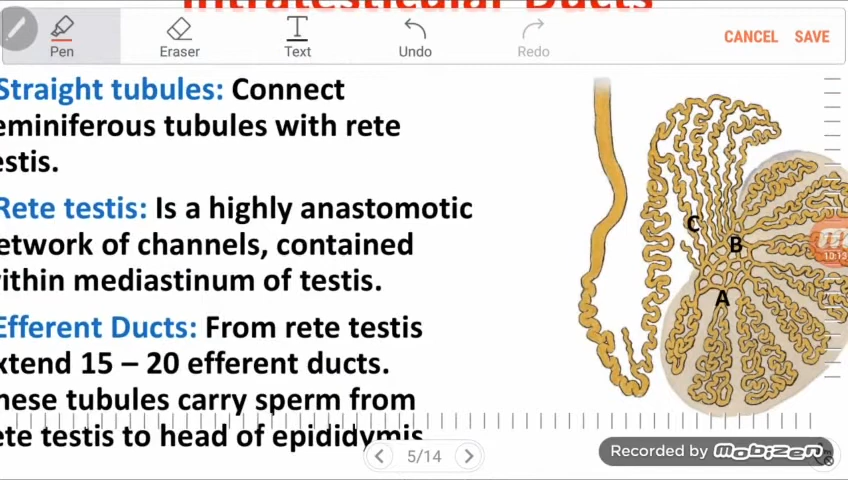 Intratesticular Ducts
Pen
Eraser
Text
Undo
Redo
CANCEL
SAVE
Straight tubules: Connect
eminiferous tubules with rete
estis.
Rete testis: Is a highly anastomotic
etwork of channels, contained
ithin mediastinum of testis.
Efferent Ducts: From rete testis
xtend 15 – 20 efferent ducts.
hese tubules carry sperm from
ete testis to head of epididymis
C
B
A
5/14
Recorded by MOBIZEN